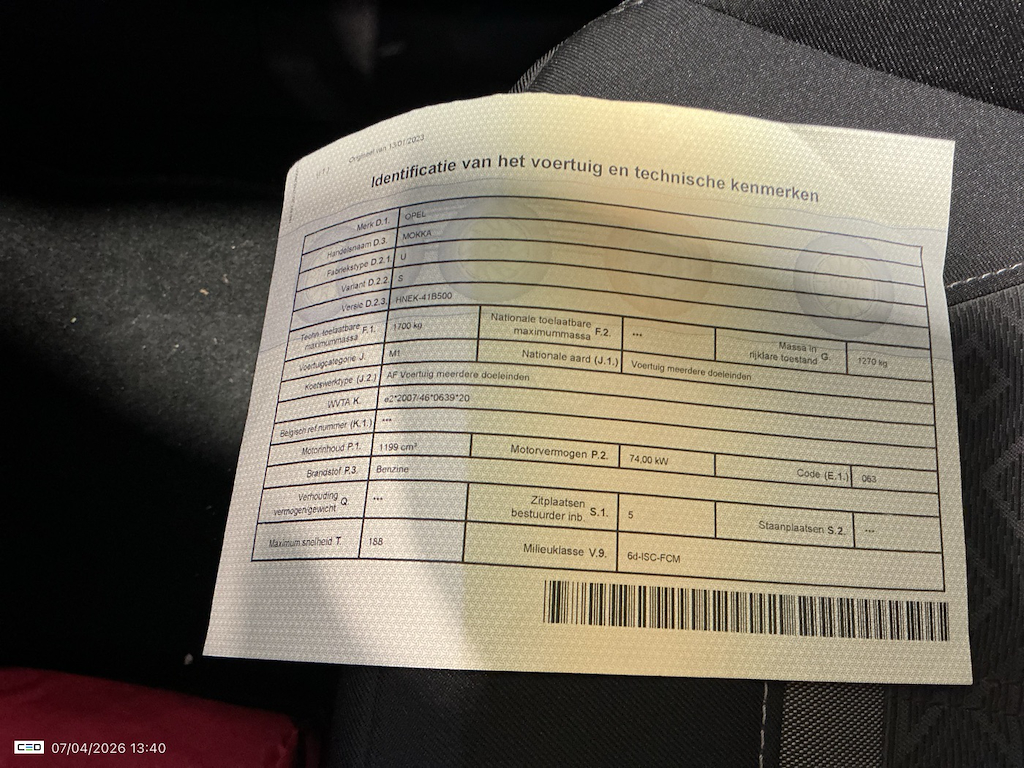 Origineel van 13/01/2023
1 / 1
Identificatie van het voertuig en technische kenmerken
Merk D.1. OPEL
Handelsnaam D.3. MOKKA
Fabriekstype D.2.1. U
Variant D.2.2. S
Versie D.2.3. HNEK-41B500
Techn. toelaatbare maximummassa F.1. 1700 kg Nationale toelaatbare maximummassa F.2. --- Massa in rijklare toestand G. 1270 kg
Voertuigcategorie J. M1 Nationale aard (J.1.) Voertuig meerdere doeleinden
Koetswerktype (J.2.) AF Voertuig meerdere doeleinden
WVTA K. e2*2007/46*0639*20
Belgisch ref.nummer (K.1.) ---
Motorinhoud P.1. 1199 cm³ Motorvermogen P.2. 74,00 kW Code (E.1.) 063
Brandstof P.3. Benzine
Verhouding vermogen/gewicht Q. --- Zitplaatsen bestuurder inb. S.1. 5 Staanplaatsen S.2. ---
Maximum snelheid T. 188 Milieuklasse V.9. 6d-ISC-FCM
CEO 07/04/2026 13:40